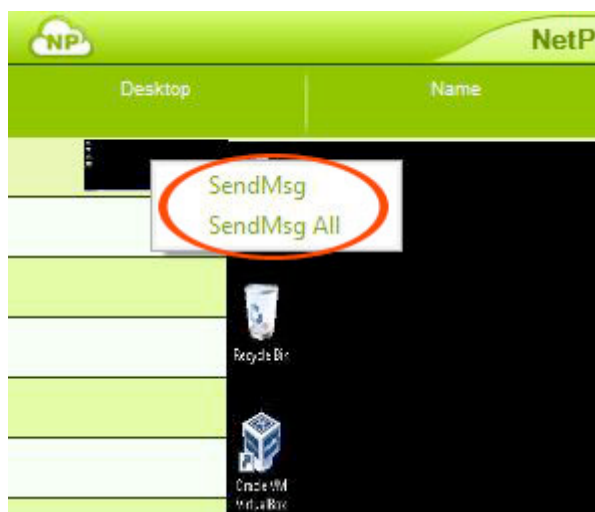 NP
NetP
Desktop Name
SendMsg
SendMsg All
Recycle Bin
Oracle VM
VirtualBox